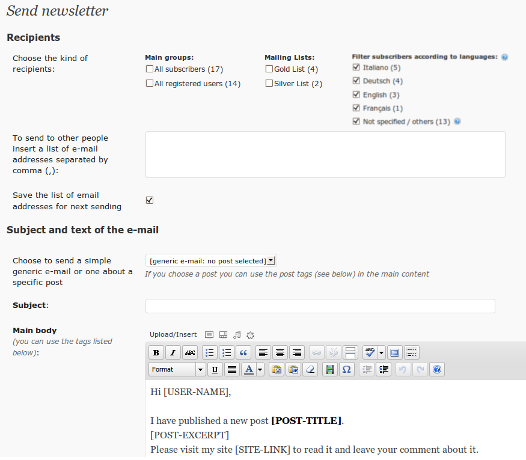 Send newsletter
Recipients
Choose the kind of recipients:
Main groups:
All subscribers (17)
All registered users (14)
Mailing Lists:
Gold List (4)
Silver List (2)
Filter subscribers according to languages:
Italiano (5)
Deutsch (4)
English (3)
Français (1)
Not specified / others (13)
To send to other people
insert a list of e-mail
addresses separated by
comma (,):
Save the list of email
addresses for next sending
Subject and text of the e-mail
Choose to send a simple
generic e-mail or one about a
specific post
[generic e-mail: no post selected]
If you choose a post you can use the post tags (see below) in the main content
Subject:
Main body
(you can use the tags listed
below):
Upload/Insert
B I ABC
Format
U A
Hi [USER-NAME],
I have published a new post [POST-TITLE].
[POST-EXCERPT]
Please visit my site [SITE-LINK] to read it and leave your comment about it.